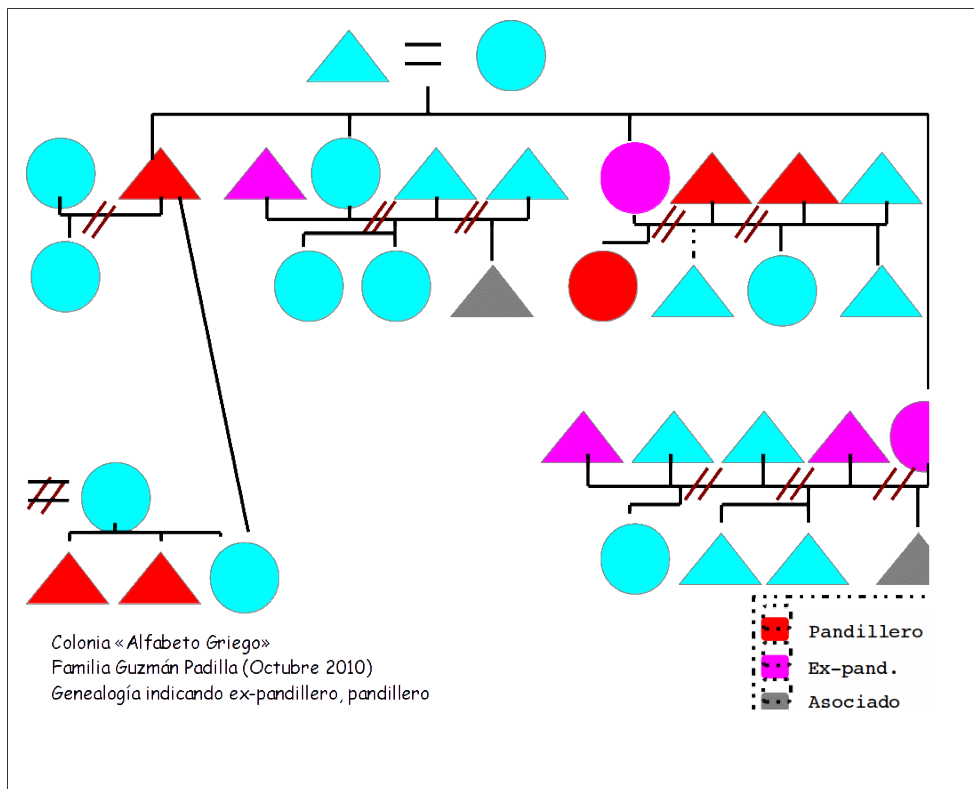 Colonia «Alfabeto Griego»
Familia Guzmán Padilla (Octubre 2010)
Genealogía indicando ex-pandillero, pandillero
Pandillero
Ex-pand.
Asociado